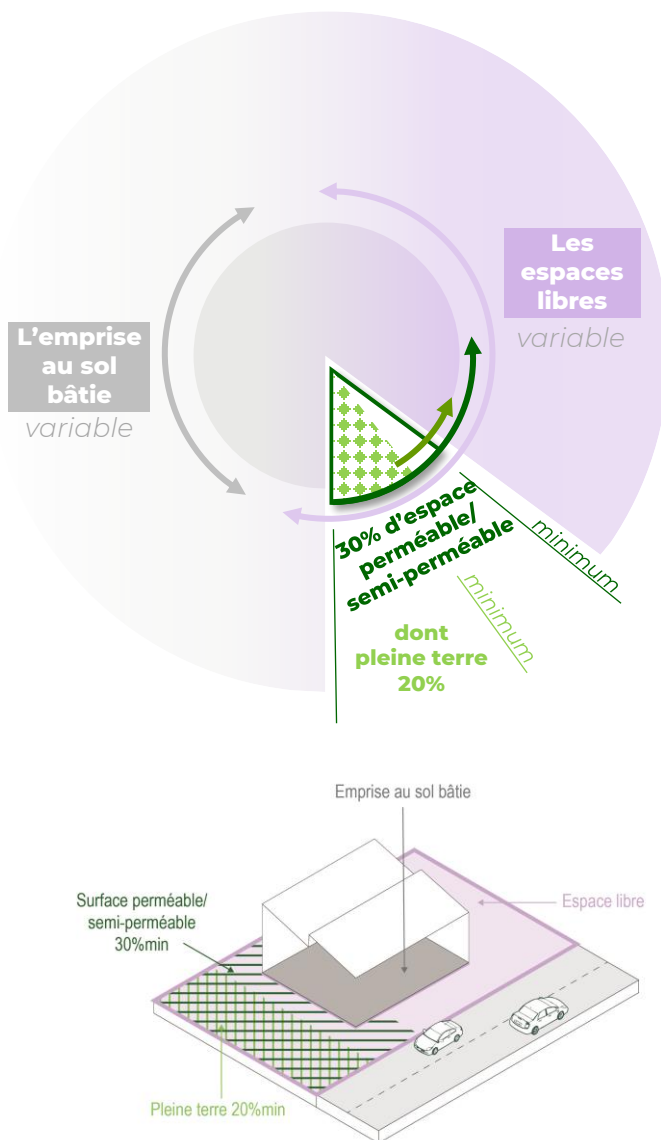 Les
espaces
libres
variable
L'emprise
au sol
bâtie
variable
30% d'espace
perméable/
semi-perméable
minimum
minimum
dont
pleine terre
20%
Emprise au sol bâtie
Surface perméable/
semi-perméable
30%min
Espace libre
Pleine terre 20%min